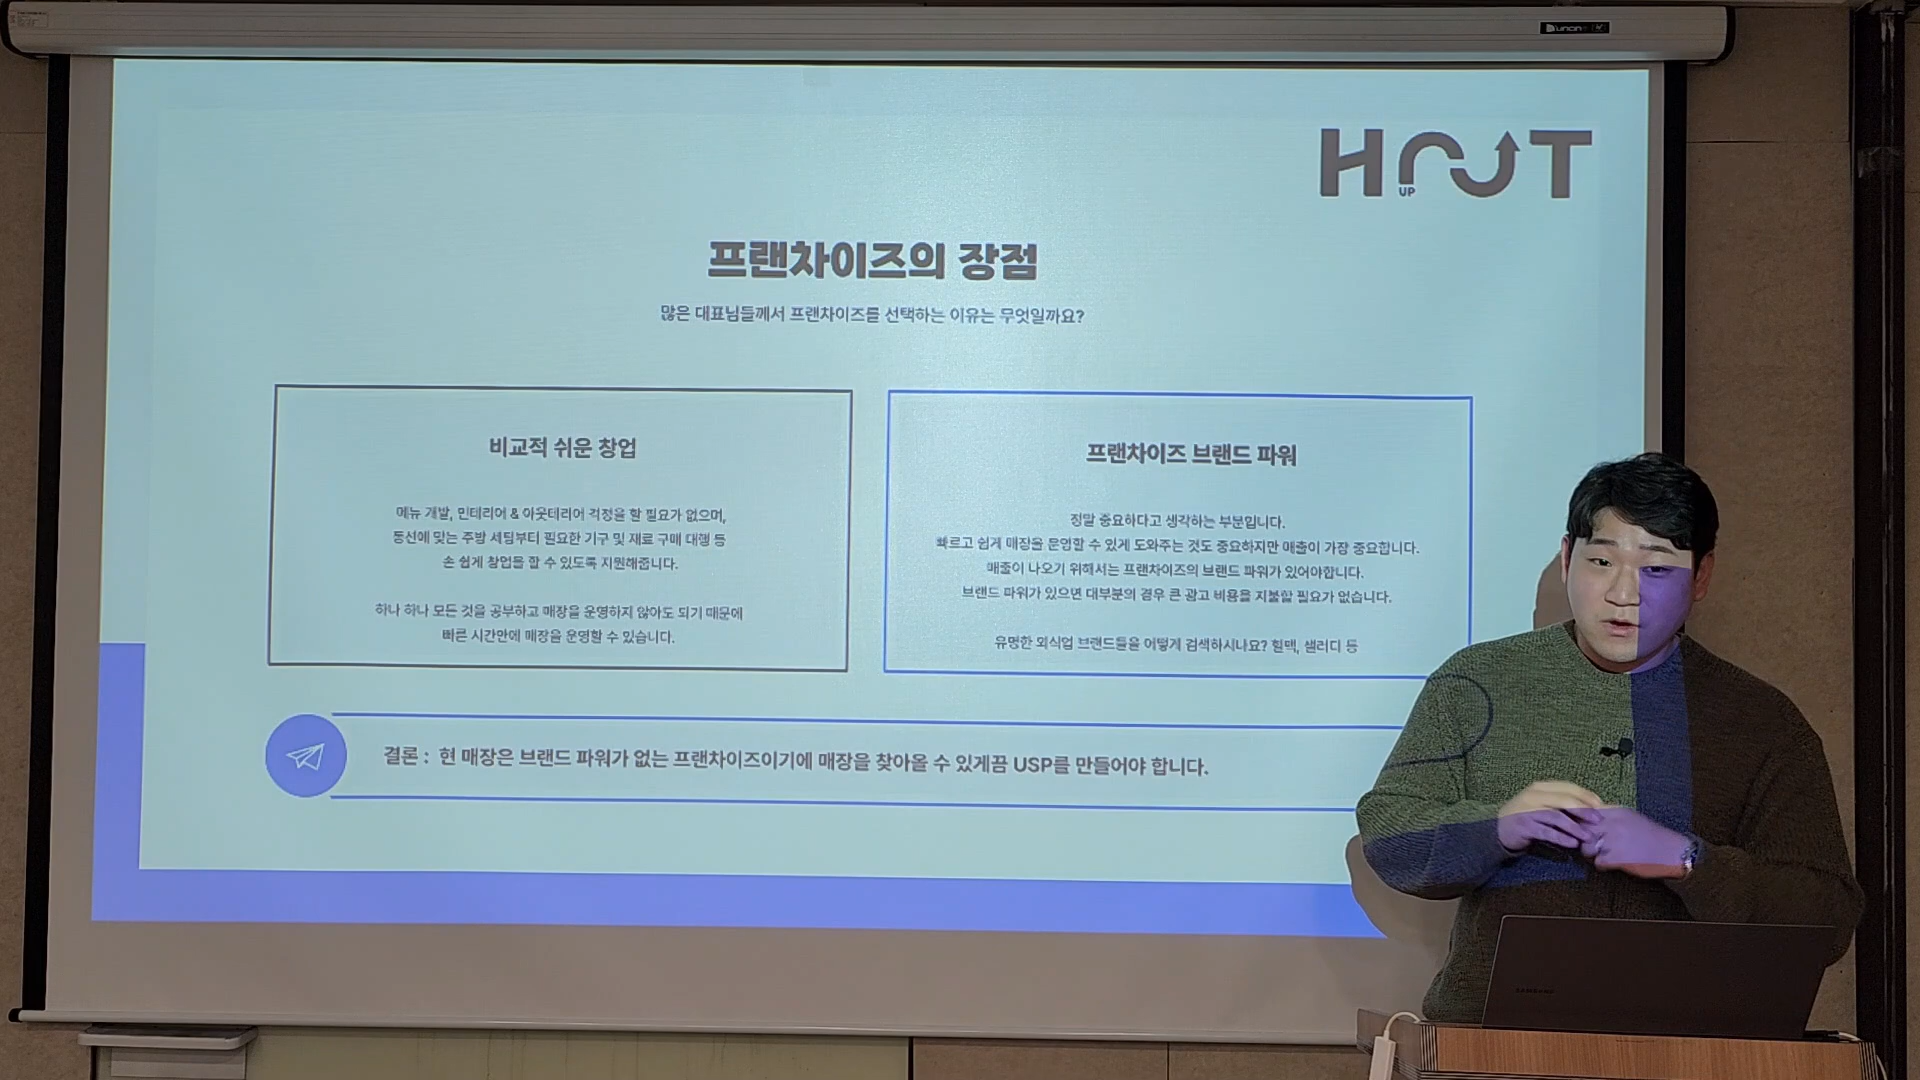 H UP T
프랜차이즈의 장점
많은 대표님들께서 프랜차이즈를 선택하는 이유는 무엇일까요?
비교적 쉬운 창업
메뉴 개발, 인테리어 & 아웃테리어 걱정을 할 필요가 없으며,
동선에 맞는 주방 세팅부터 필요한 기구 및 재료 구매 대행 등
손 쉽게 창업을 할 수 있도록 지원해줍니다.
하나 하나 모든 것을 공부하고 매장을 운영하지 않아도 되기 때문에
빠른 시간만에 매장을 운영할 수 있습니다.
프랜차이즈 브랜드 파워
정말 중요하다고 생각하는 부분입니다.
빠르고 쉽게 매장을 운영할 수 있게 도와주는 것도 중요하지만 매출이 가장 중요합니다.
매출이 나오기 위해서는 프랜차이즈의 브랜드 파워가 있어야합니다.
브랜드 파워가 있으면 대부분의 경우 큰 광고 비용을 지불할 필요가 없습니다.
유명한 외식업 브랜드들을 어떻게 검색하시나요? 힐맥, 샐러디 등
결론 : 현 매장은 브랜드 파워가 없는 프랜차이즈이기에 매장을 찾아올 수 있게끔 USP를 만들어야 합니다.
SAMSUNG